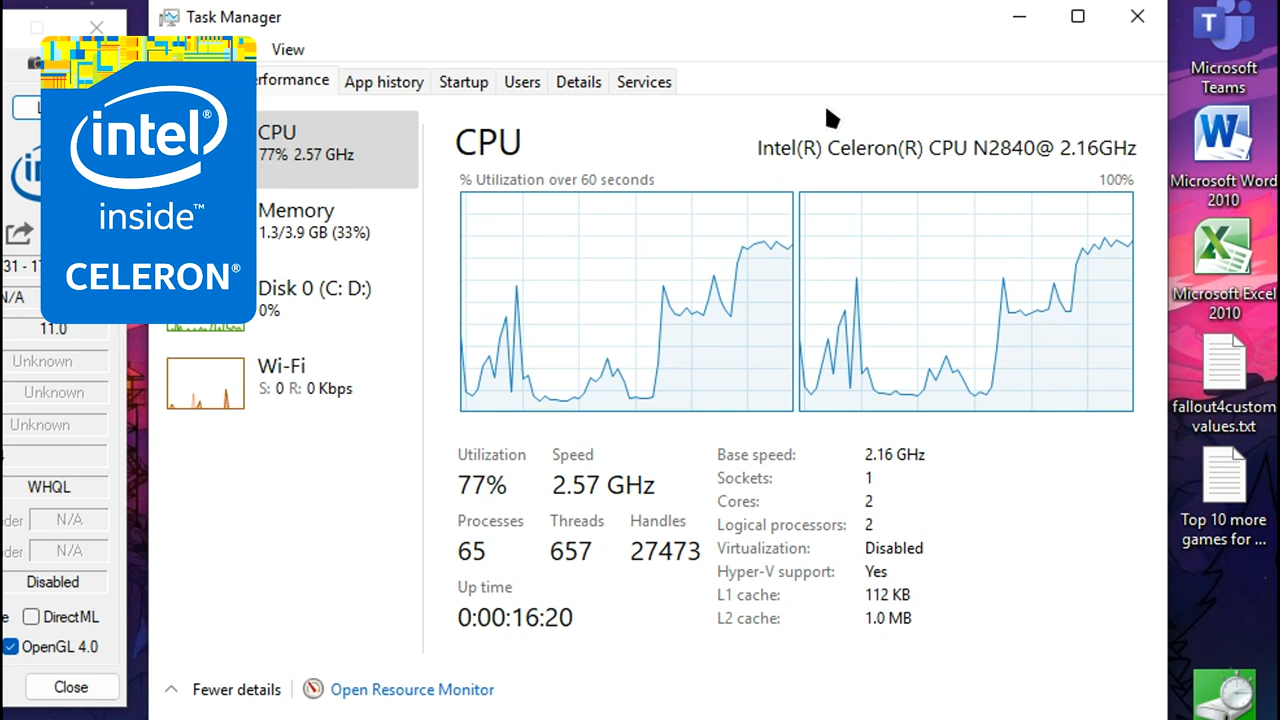 Task Manager
View
erformance
App history
Startup
Users
Details
Services
intel®
inside™
CELERON®
CPU
77% 2.57 GHz
Memory
1.3/3.9 GB (33%)
Disk 0 (C: D:)
0%
Wi-Fi
S: 0 R: 0 Kbps
CPU
Intel(R) Celeron(R) CPU N2840@ 2.16GHz
% Utilization over 60 seconds
100%
Utilization
Speed
77%
2.57 GHz
Processes
Threads
Handles
65
657
27473
Up time
0:00:16:20
Base speed: 2.16 GHz
Sockets: 1
Cores: 2
Logical processors: 2
Virtualization: Disabled
Hyper-V support: Yes
L1 cache: 112 KB
L2 cache: 1.0 MB
Fewer details
Open Resource Monitor
31 - 1
N/A
11.0
Unknown
Unknown
Unknown
WHQL
der N/A
der N/A
Disabled
e DirectML
OpenGL 4.0
Close
Microsoft
Teams
Microsoft Word
2010
Microsoft Excel
2010
fallout4custom
values.txt
Top 10 more
games for ...